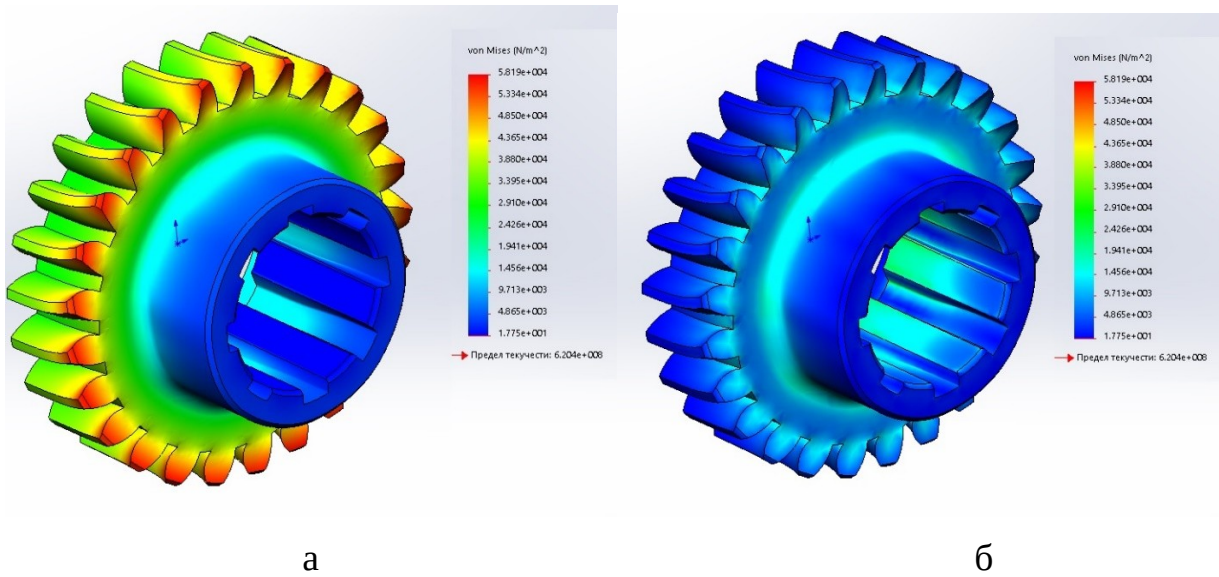 von Mises (N/m^2)
5.819e+004
5.334e+004
4.850e+004
4.365e+004
3.880e+004
3.395e+004
2.910e+004
2.426e+004
1.941e+004
1.456e+004
9.713e+003
4.865e+003
1.775e+001
Предел текучести: 6.204e+008
von Mises (N/m^2)
5.819e+004
5.334e+004
4.850e+004
4.365e+004
3.880e+004
3.395e+004
2.910e+004
2.426e+004
1.941e+004
1.456e+004
9.713e+003
4.865e+003
1.775e+001
Предел текучести: 6.204e+008
а
б